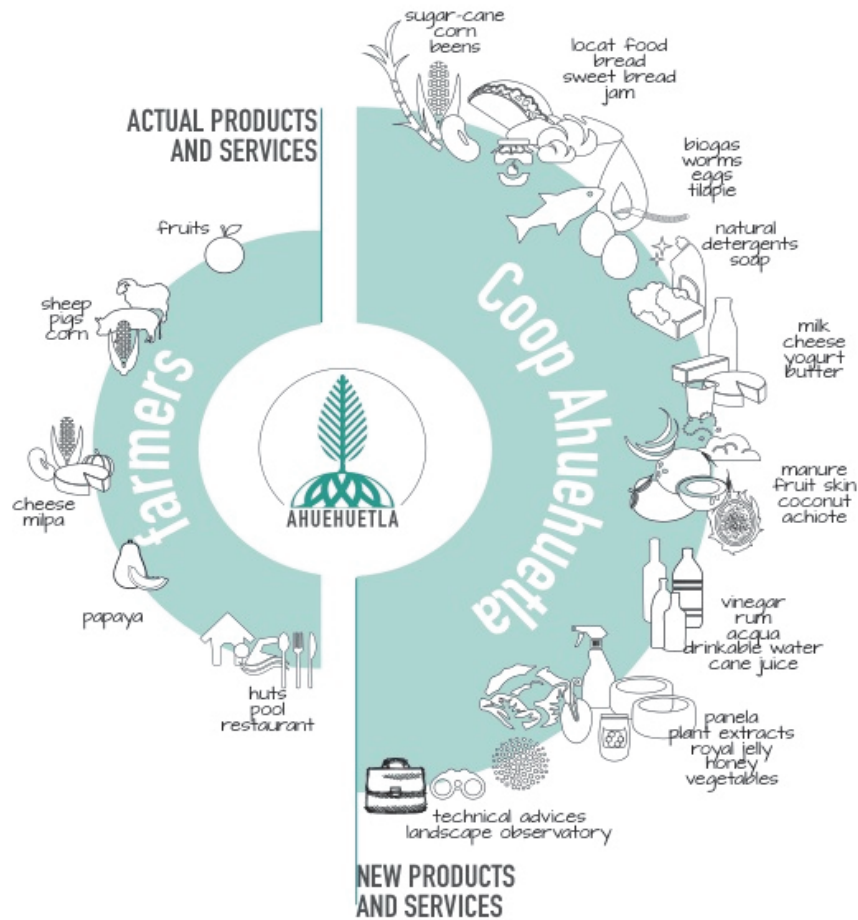 ACTUAL PRODUCTS
AND SERVICES
fruits
sheep
pigs
corn
cheese
milpa
papaya
huts
pool
restaurant
farmers
AHUEHUETLA
Coop Ahuehuetla
sugar-cane
corn
beens
locat food
bread
sweet bread
jam
biogas
worms
eggs
tilapie
natural
detergents
soap
milk
cheese
yogurt
butter
manure
fruit skin
coconut
achiote
vinegar
rum
acqua
drinkable water
cane juice
panela
plant extracts
royal jelly
honey
vegetables
technical advices
landscape observatory
NEW PRODUCTS
AND SERVICES